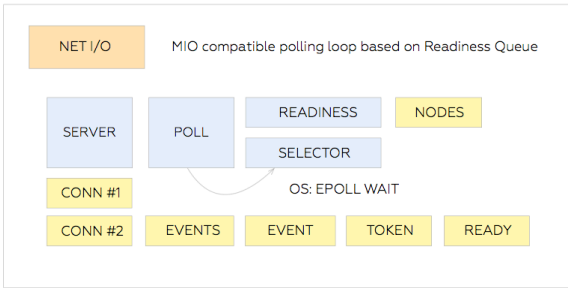 NET I/O
MIO compatible polling loop based on Readiness Queue
SERVER
POLL
READINESS
NODES
SELECTOR
CONN #1
OS: EPOLL WAIT
CONN #2
EVENTS
EVENT
TOKEN
READY